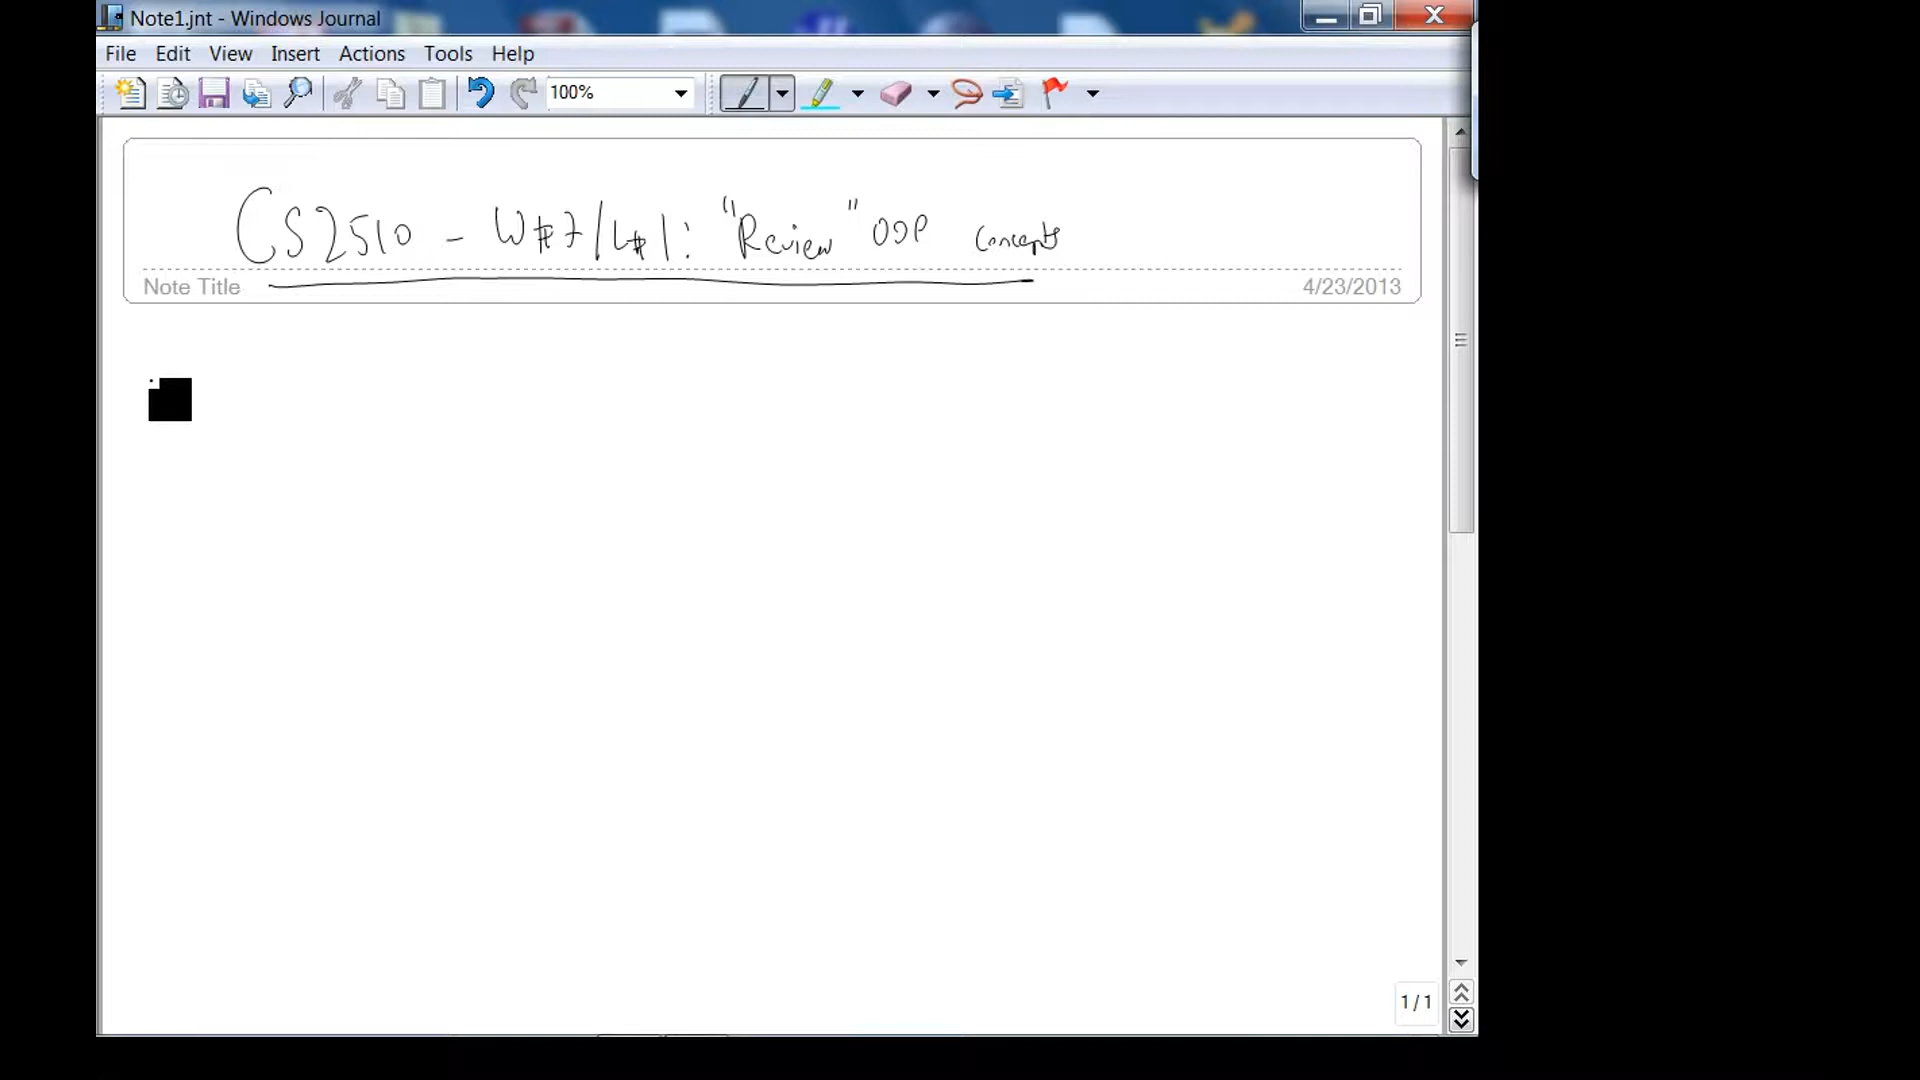 Note1.jnt - Windows Journal
File Edit View Insert Actions Tools Help
100%
CS2510 - W#7/L#1: "Review" OOP Concepts
Note Title
4/23/2013
1 / 1